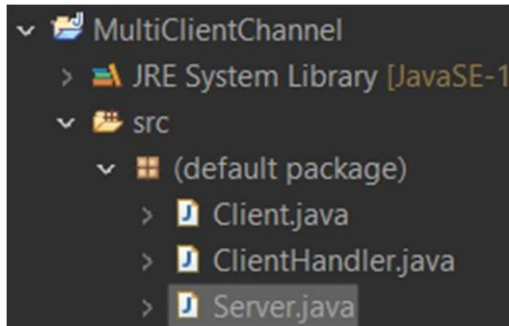 MultiClientChannel
JRE System Library [JavaSE-1
src
(default package)
Client.java
ClientHandler.java
Server.java